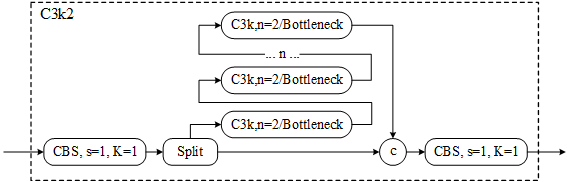 C3k2
C3k,n=2/Bottleneck
... n ...
C3k,n=2/Bottleneck
C3k,n=2/Bottleneck
CBS, s=1, K=1
Split
c
CBS, s=1, K=1